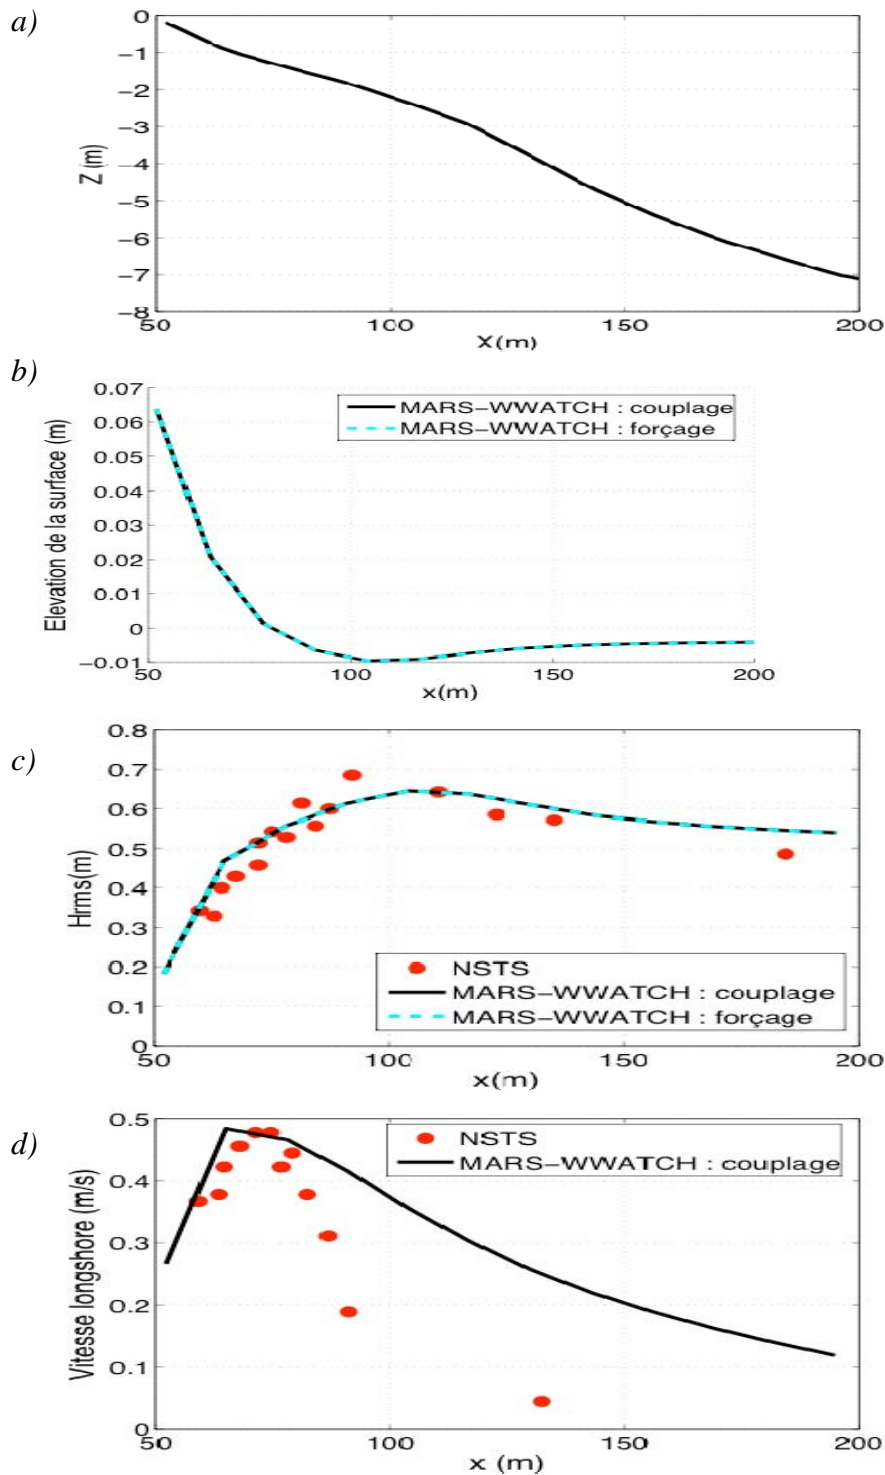 a)
0
−1
−2
−3
−4
−5
−6
−7
−8
Z (m)
50 100 150 200
X(m)
b)
0.07
0.06
0.05
0.04
0.03
0.02
0.01
0
−0.01
Elevation de la surface (m)
MARS−WWATCH : couplage
MARS−WWATCH : forçage
50 100 150 200
x(m)
c)
0.8
0.7
0.6
0.5
0.4
0.3
0.2
0.1
0
Hrms(m)
NSTS
MARS−WWATCH : couplage
MARS−WWATCH : forçage
50 100 150 200
x(m)
d)
0.5
0.4
0.3
0.2
0.1
0
Vitesse longshore (m/s)
NSTS
MARS−WWATCH : couplage
50 100 150 200
x (m)